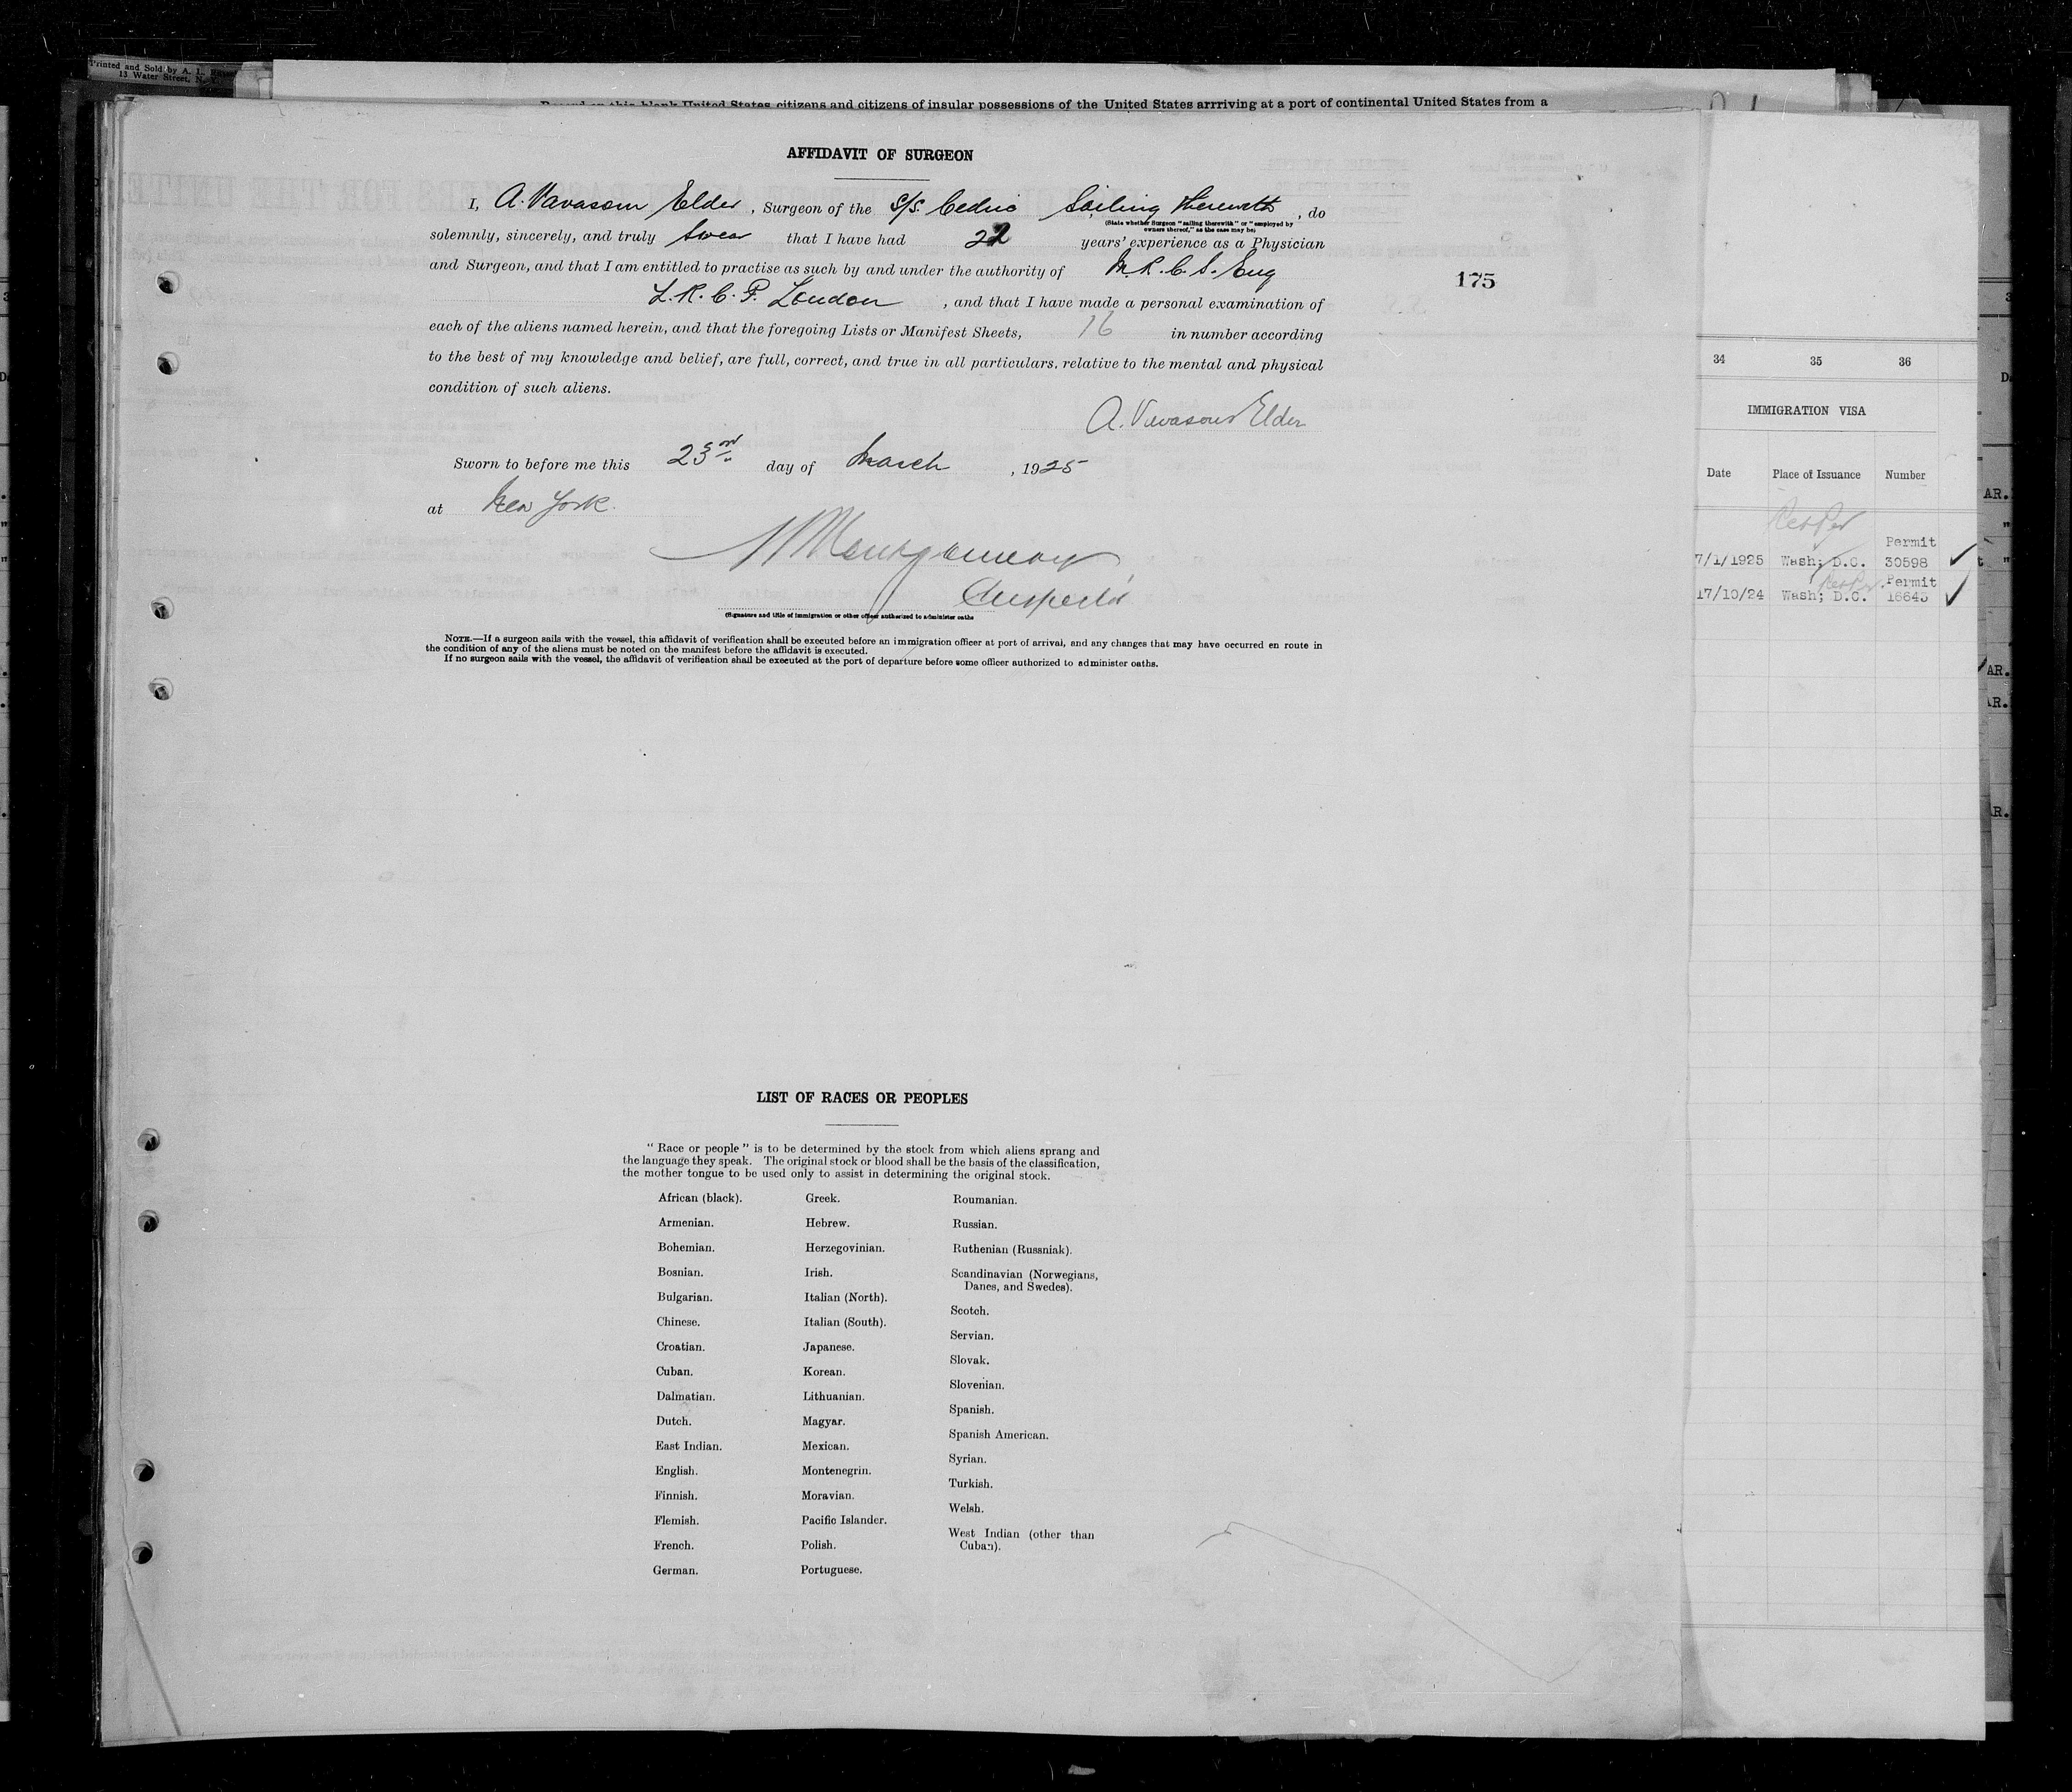 Printed and Sold by A. L.
13 Water Street, N. Y.
Record on this blank United States citizens and citizens of insular possessions of the United States arrriving at a port of continental United States from a
AFFIDAVIT OF SURGEON
I, A. Vavasour Elder, Surgeon of the S/S. Cedric Sailing therewith, do
(State whether Surgeon "sailing therewith" or "employed by
owners thereof," as the case may be)
solemnly, sincerely, and truly swear that I have had 22 years' experience as a Physician
and Surgeon, and that I am entitled to practise as such by and under the authority of M.R.C.S. Eng
L.R.C.P. London, and that I have made a personal examination of
each of the aliens named herein, and that the foregoing Lists or Manifest Sheets, 16 in number according
to the best of my knowledge and belief, are full, correct, and true in all particulars, relative to the mental and physical
condition of such aliens.
A. Vavasour Elder
Sworn to before me this 23rd day of March, 1925
at New York.
Montgomery
Inspector
(Signature and title of immigration or other officer authorized to administer oaths
NOTE.—If a surgeon sails with the vessel, this affidavit of verification shall be executed before an immigration officer at port of arrival, and any changes that may have occurred en route in
the condition of any of the aliens must be noted on the manifest before the affidavit is executed.
If no surgeon sails with the vessel, the affidavit of verification shall be executed at the port of departure before some officer authorized to administer oaths.
175
34 35 36
IMMIGRATION VISA
Date Place of Issuance Number
Permit
7/1/1925 Wash; D.C. 30598
Permit
17/10/24 Wash; D.C. 16643
AR.
"
"
AR.
AR.
R.
LIST OF RACES OR PEOPLES
"Race or people" is to be determined by the stock from which aliens sprang and
the language they speak. The original stock or blood shall be the basis of the classification,
the mother tongue to be used only to assist in determining the original stock.
African (black).
Armenian.
Bohemian.
Bosnian.
Bulgarian.
Chinese.
Croatian.
Cuban.
Dalmatian.
Dutch.
East Indian.
English.
Finnish.
Flemish.
French.
German.
Greek.
Hebrew.
Herzegovinian.
Irish.
Italian (North).
Italian (South).
Japanese.
Korean.
Lithuanian.
Magyar.
Mexican.
Montenegrin.
Moravian.
Pacific Islander.
Polish.
Portuguese.
Roumanian.
Russian.
Ruthenian (Russniak).
Scandinavian (Norwegians,
Danes, and Swedes).
Scotch.
Servian.
Slovak.
Slovenian.
Spanish.
Spanish American.
Syrian.
Turkish.
Welsh.
West Indian (other than
Cuban).